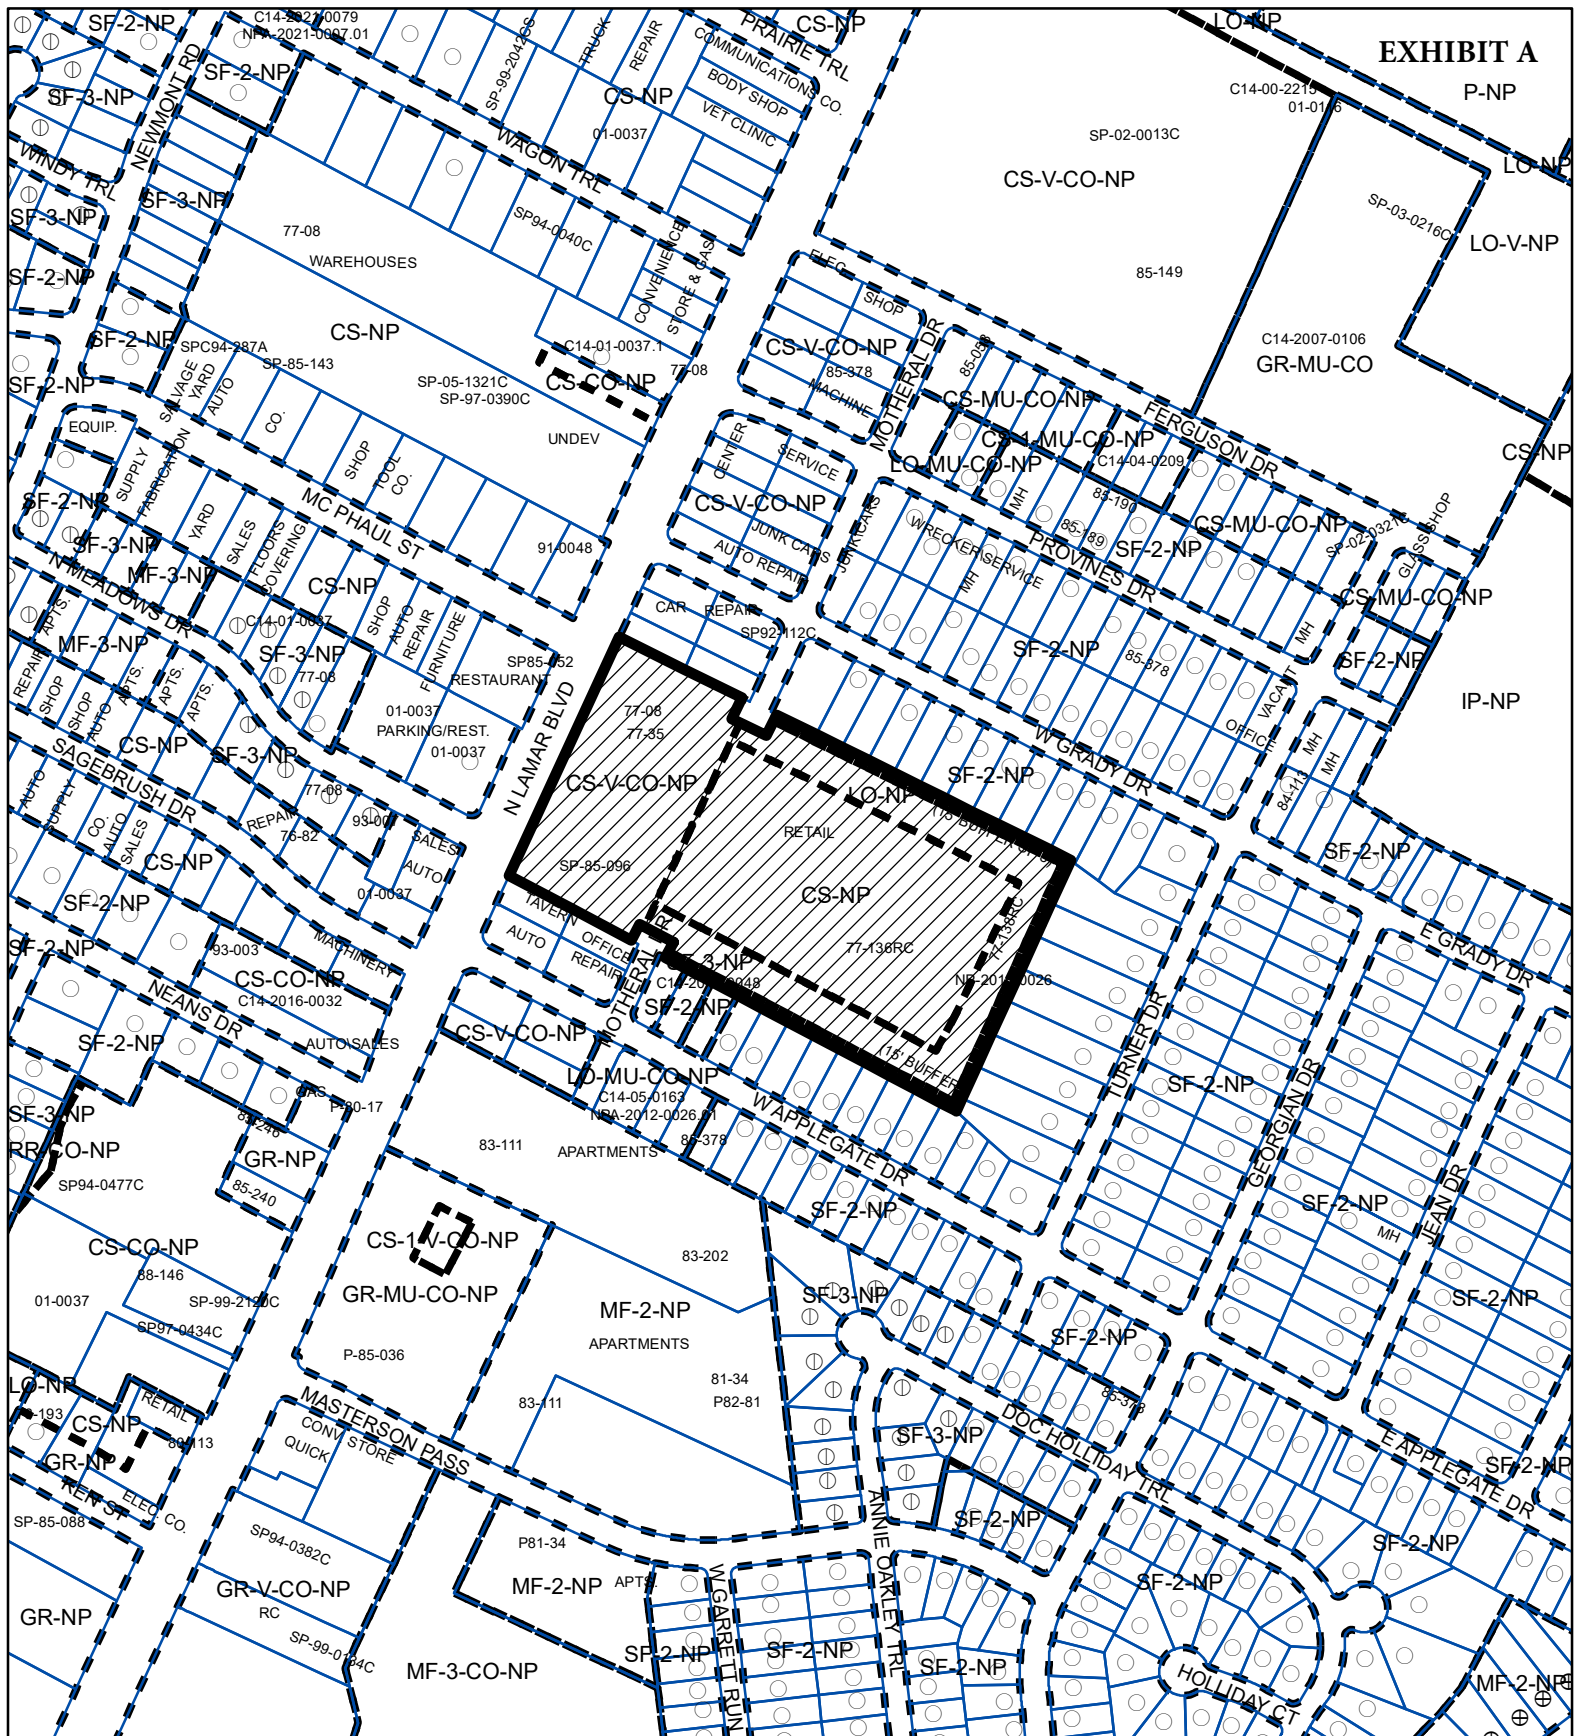 EXHIBIT A
SF-2-NP
C14-2021-0079
NPA-2021-0007.01
NEWMONT RD
SF-2-NP
SF-3-NP
WINDY TRL
SF-3-NP
SF-3-NP
SF-2-NP
SP-99-2042CS
TRUCK
REPAIR
PRAIRIE TRL
CS-NP
COMMUNICATIONS CO.
BODY SHOP
VET CLINIC
CS-NP
01-0037
WAGON TRL
SP94-0040C
CONVENIENCE
STORE & GAS
77-08
WAREHOUSES
CS-NP
LO-NP
P-NP
C14-00-2215
SP-02-0013C
CS-V-CO-NP
LO-NP
SP-03-0216C
LO-V-NP
85-149
C14-2007-0106
GR-MU-CO
ELEC
SHOP
CS-V-CO-NP
85-378
MACHINE
MOTHERAL DR
85-058
CS-MU-CO-NP
FERGUSON DR
CS-1-MU-CO-NP
C14-04-0209
LO-MU-CO-NP
CS-NP
SF-2-NP
SPC94-287A
SP-85-143
SALVAGE
YARD
AUTO
CO.
SF-2-NP
EQUIP.
SUPPLY
FABRICATION
SHOP
TOOL
CO.
SP-05-1321C
SP-97-0390C
UNDEV
C14-01-0037.1
CS-CO-NP
77-08
CENTER
SERVICE
CS-V-CO-NP
JUNK CARS
AUTO REPAIR
JUNK CARS
WRECKER SERVICE
MH
MH
85-190
85-189
PROVINES DR
SF-2-NP
CS-MU-CO-NP
SP-02-0321C
GLASS SHOP
CS-MU-CO-NP
SF-2-NP
IP-NP
SF-2-NP
SF-3-NP
MF-3-NP
YARD
SALES
FLOORS
COVERING
MC PHAUL ST
91-0048
CS-NP
N MEADOWS DR
C14-01-0037
SHOP
AUTO
REPAIR
FURNITURE
SF-3-NP
77-08
SP85-052
RESTAURANT
APTS.
MF-3-NP
REPAIR
SHOP
SHOP
AUTO
APTS.
APTS.
APTS.
01-0037
PARKING/REST.
01-0037
N LAMAR BLVD
CAR
REPAIR
SP92-112C
SF-2-NP
85-378
MH
VACANT
OFFICE
MH
MH
84-113
77-08
77-35
CS-V-CO-NP
SP-85-096
W GRADY DR
SF-2-NP
LO-NP
RETAIL
CS-NP
77-136RC
77-138RC
(15' BUFFER
SF-2-NP
CS-NP
SF-3-NP
SAGEBRUSH DR
AUTO
SUPPLY
CO.
AUTO
SALES
77-08
REPAIR
76-82
SALES
AUTO
01-0037
CS-NP
SF-2-NP
SF-2-NP
93-003
MACHINERY
CS-CO-NP
C14-2016-0032
NEANS DR
AUTO SALES
TAVERN
OFFICE
AUTO
REPAIR
SF-3-NP
SF-2-NP
CS-V-CO-NP
LO-MU-CO-NP
C14-05-0163
NPA-2012-0026.01
85-378
W APPLEGATE DR
TURNER DR
GEORGIAN DR
E GRADY DR
JEAN DR
SF-2-NP
SF-2-NP
MH
SF-2-NP
SF-2-NP
GAS
P-80-17
SF-3-NP
RR-CO-NP
SP94-0477C
GR-NP
85-240
83-111
APARTMENTS
CS-1-V-CO-NP
GR-MU-CO-NP
P-85-036
83-202
MF-2-NP
APARTMENTS
81-34
P82-81
83-111
SF-2-NP
SF-3-NP
SF-2-NP
CS-CO-NP
88-146
01-0037
SP97-0434C
LO-NP
CS-NP
RETAIL
GR-NP
KEN ST
ELEC. CO.
SP-85-088
MASTERSON PASS
CONV STORE
QUICK
SF-3-NP
DOC HOLLIDAY TRL
SF-2-NP
E APPLEGATE DR
SF-2-NP
SF-2-NP
SP94-0382C
GR-V-CO-NP
RC
GR-NP
P81-34
MF-2-NP
APTS.
MF-3-CO-NP
SF-2-NP
W GARRETT RUN
SF-2-NP
ANNIE OAKLEY TRL
SF-2-NP
SF-2-NP
HOLLIDAY CT
MF-2-NP